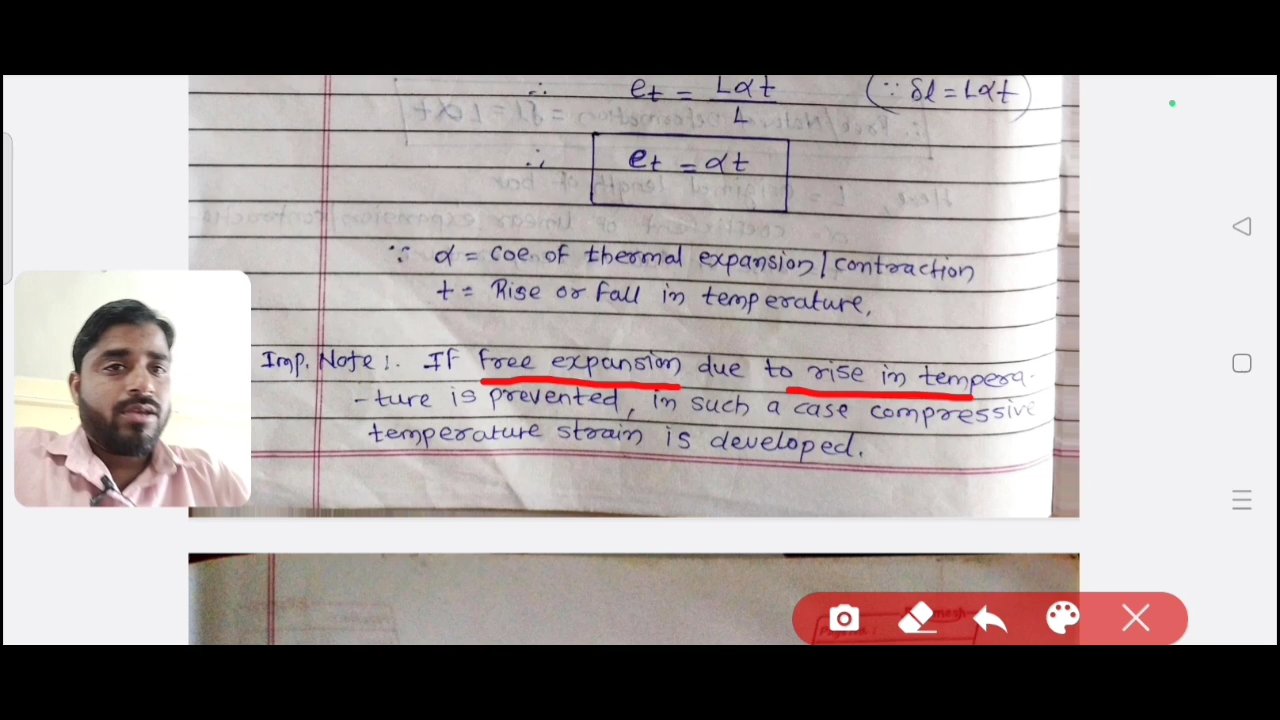 ∴ et = Lαt / L (∵ δl = Lαt)
∴ et = αt
∵ α = coe of thermal expansion/contraction
t = Rise or fall in temperature,
Imp. Note:. If free expansion due to rise in tempera-
-ture is prevented, in such a case compressive
temperature strain is developed.